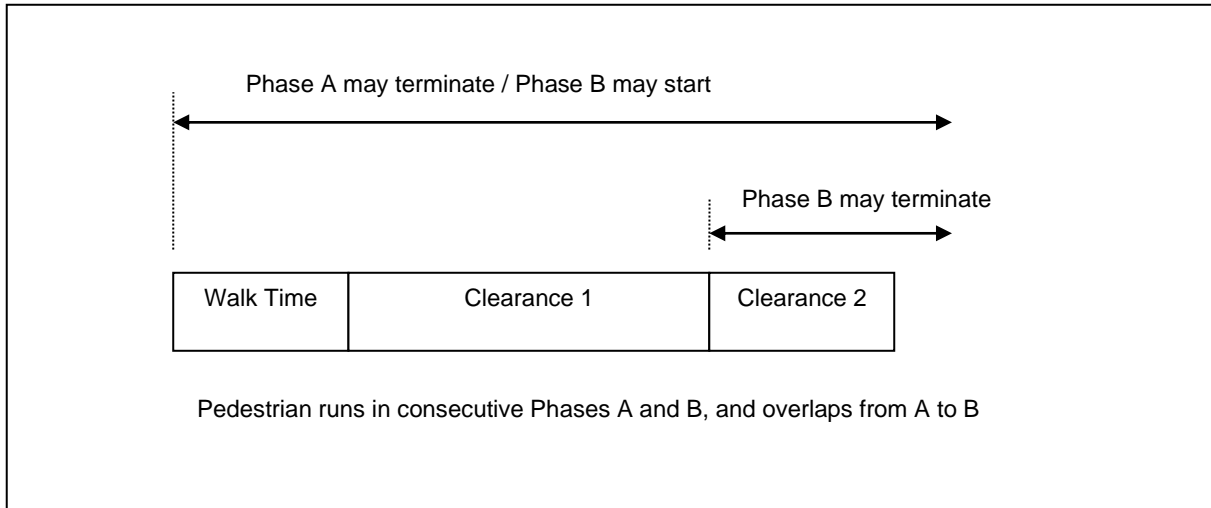 Phase A may terminate / Phase B may start
Phase B may terminate
Walk Time
Clearance 1
Clearance 2
Pedestrian runs in consecutive Phases A and B, and overlaps from A to B